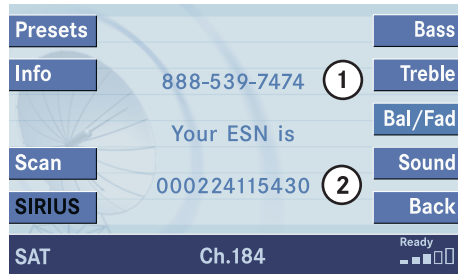 Presets
Bass
Info
888-539-7474
1
Treble
Your ESN is
Bal/Fad
Scan
000224115430
2
Sound
SIRIUS
Back
SAT
Ch.184
Ready